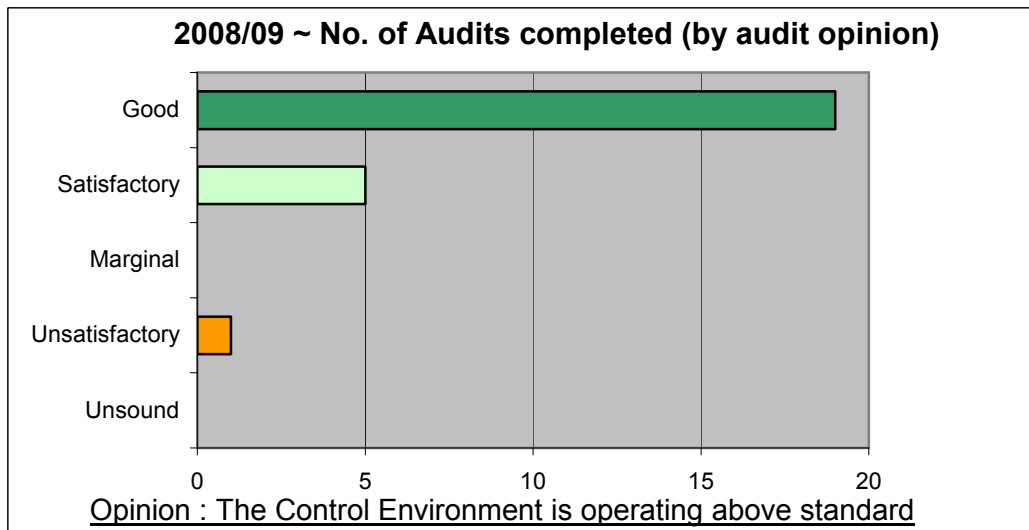 2008/09 ~ No. of Audits completed (by audit opinion)
Good
Satisfactory
Marginal
Unsatisfactory
Unsound
0 5 10 15 20
Opinion : The Control Environment is operating above standard